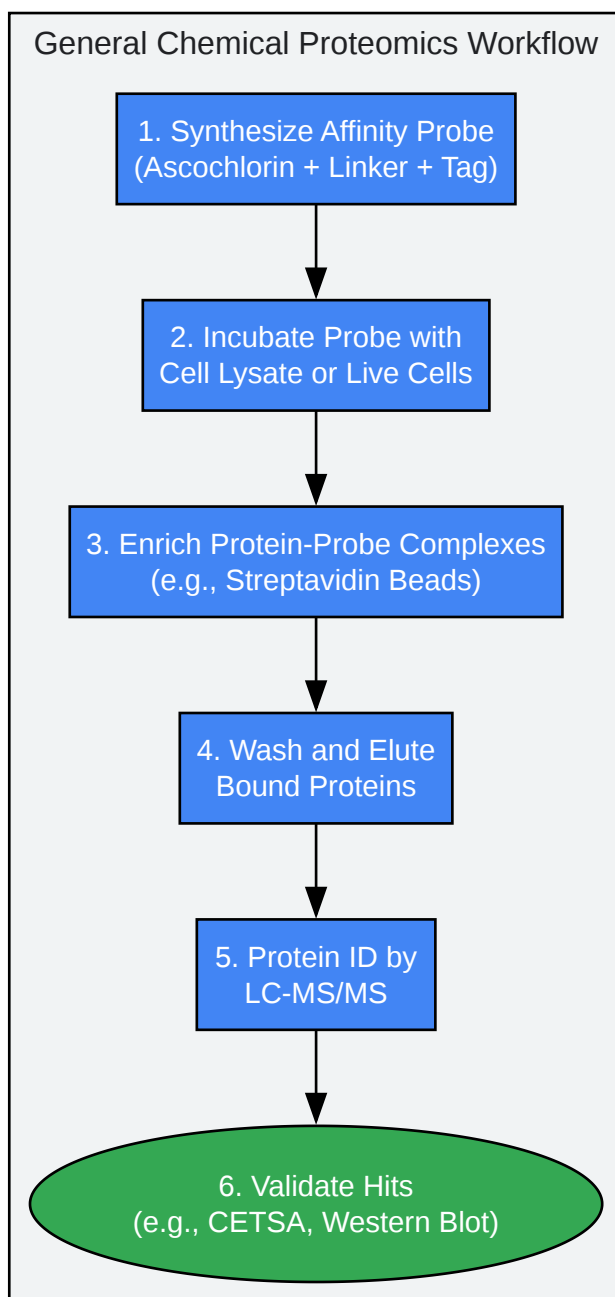 General Chemical Proteomics Workflow
1. Synthesize Affinity Probe
(Ascochlorin + Linker + Tag)
2. Incubate Probe with
Cell Lysate or Live Cells
3. Enrich Protein-Probe Complexes
(e.g., Streptavidin Beads)
4. Wash and Elute
Bound Proteins
5. Protein ID by
LC-MS/MS
6. Validate Hits
(e.g., CETSA, Western Blot)